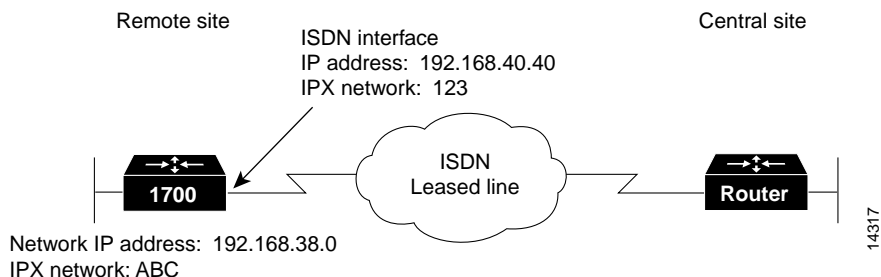 Remote site
Central site
ISDN interface
IP address: 192.168.40.40
IPX network: 123
ISDN
Leased line
1700
Router
Network IP address: 192.168.38.0
IPX network: ABC
14317